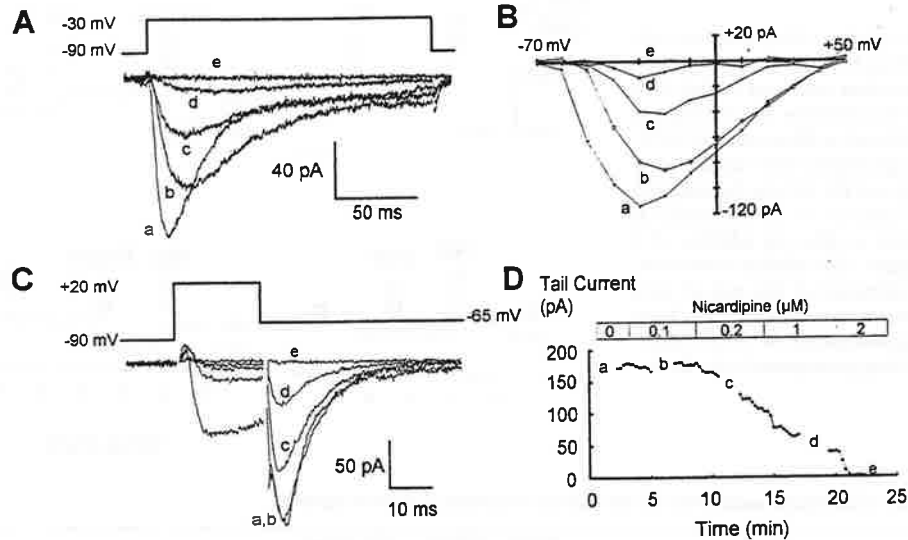 A
-30 mV
-90 mV
e
d
c
b
a
40 pA
50 ms
B
+20 pA
-70 mV
+50 mV
e
d
c
b
a
-120 pA
C
+20 mV
-90 mV
-65 mV
e
d
c
a,b
50 pA
10 ms
D
Tail Current
(pA)
Nicardipine (µM)
0 0.1 0.2 1 2
200
150
100
50
0
a b c d e
0 5 10 15 20 25
Time (min)